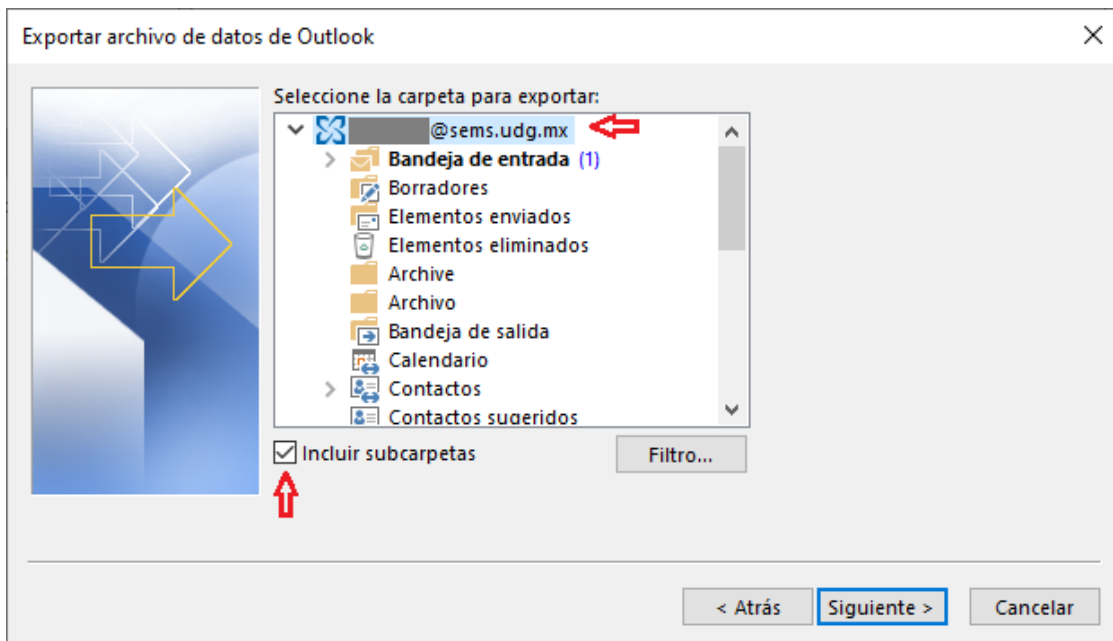 Exportar archivo de datos de Outlook
Seleccione la carpeta para exportar:
@sems.udg.mx
Bandeja de entrada (1)
Borradores
Elementos enviados
Elementos eliminados
Archive
Archivo
Bandeja de salida
Calendario
Contactos
Contactos sugeridos
Incluir subcarpetas
Filtro...
< Atrás
Siguiente >
Cancelar